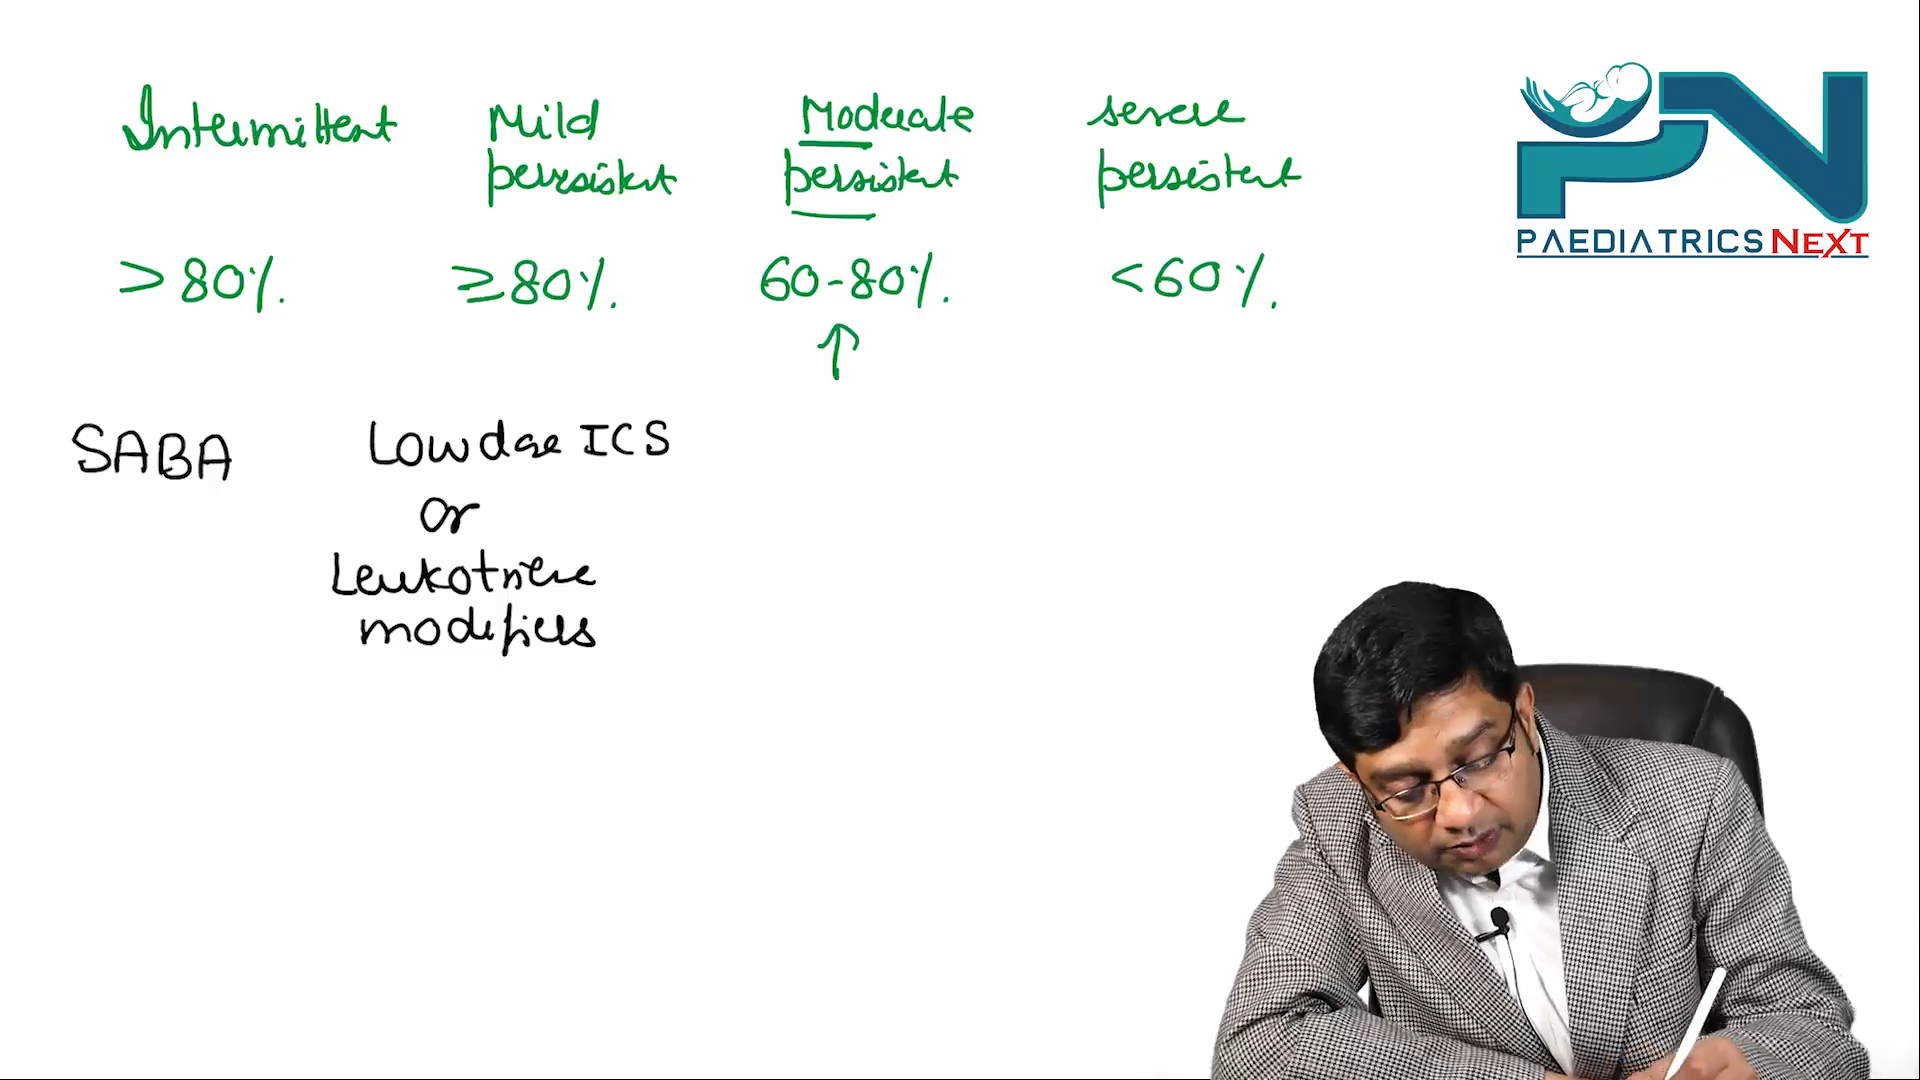 Intermittent Mild persistent Moderate persistent severe persistent
>80% ≥80% 60-80% <60%
↑
SABA Low dose ICS
or
Leukotriene
modifiers
PN
PAEDIATRICS NEXT